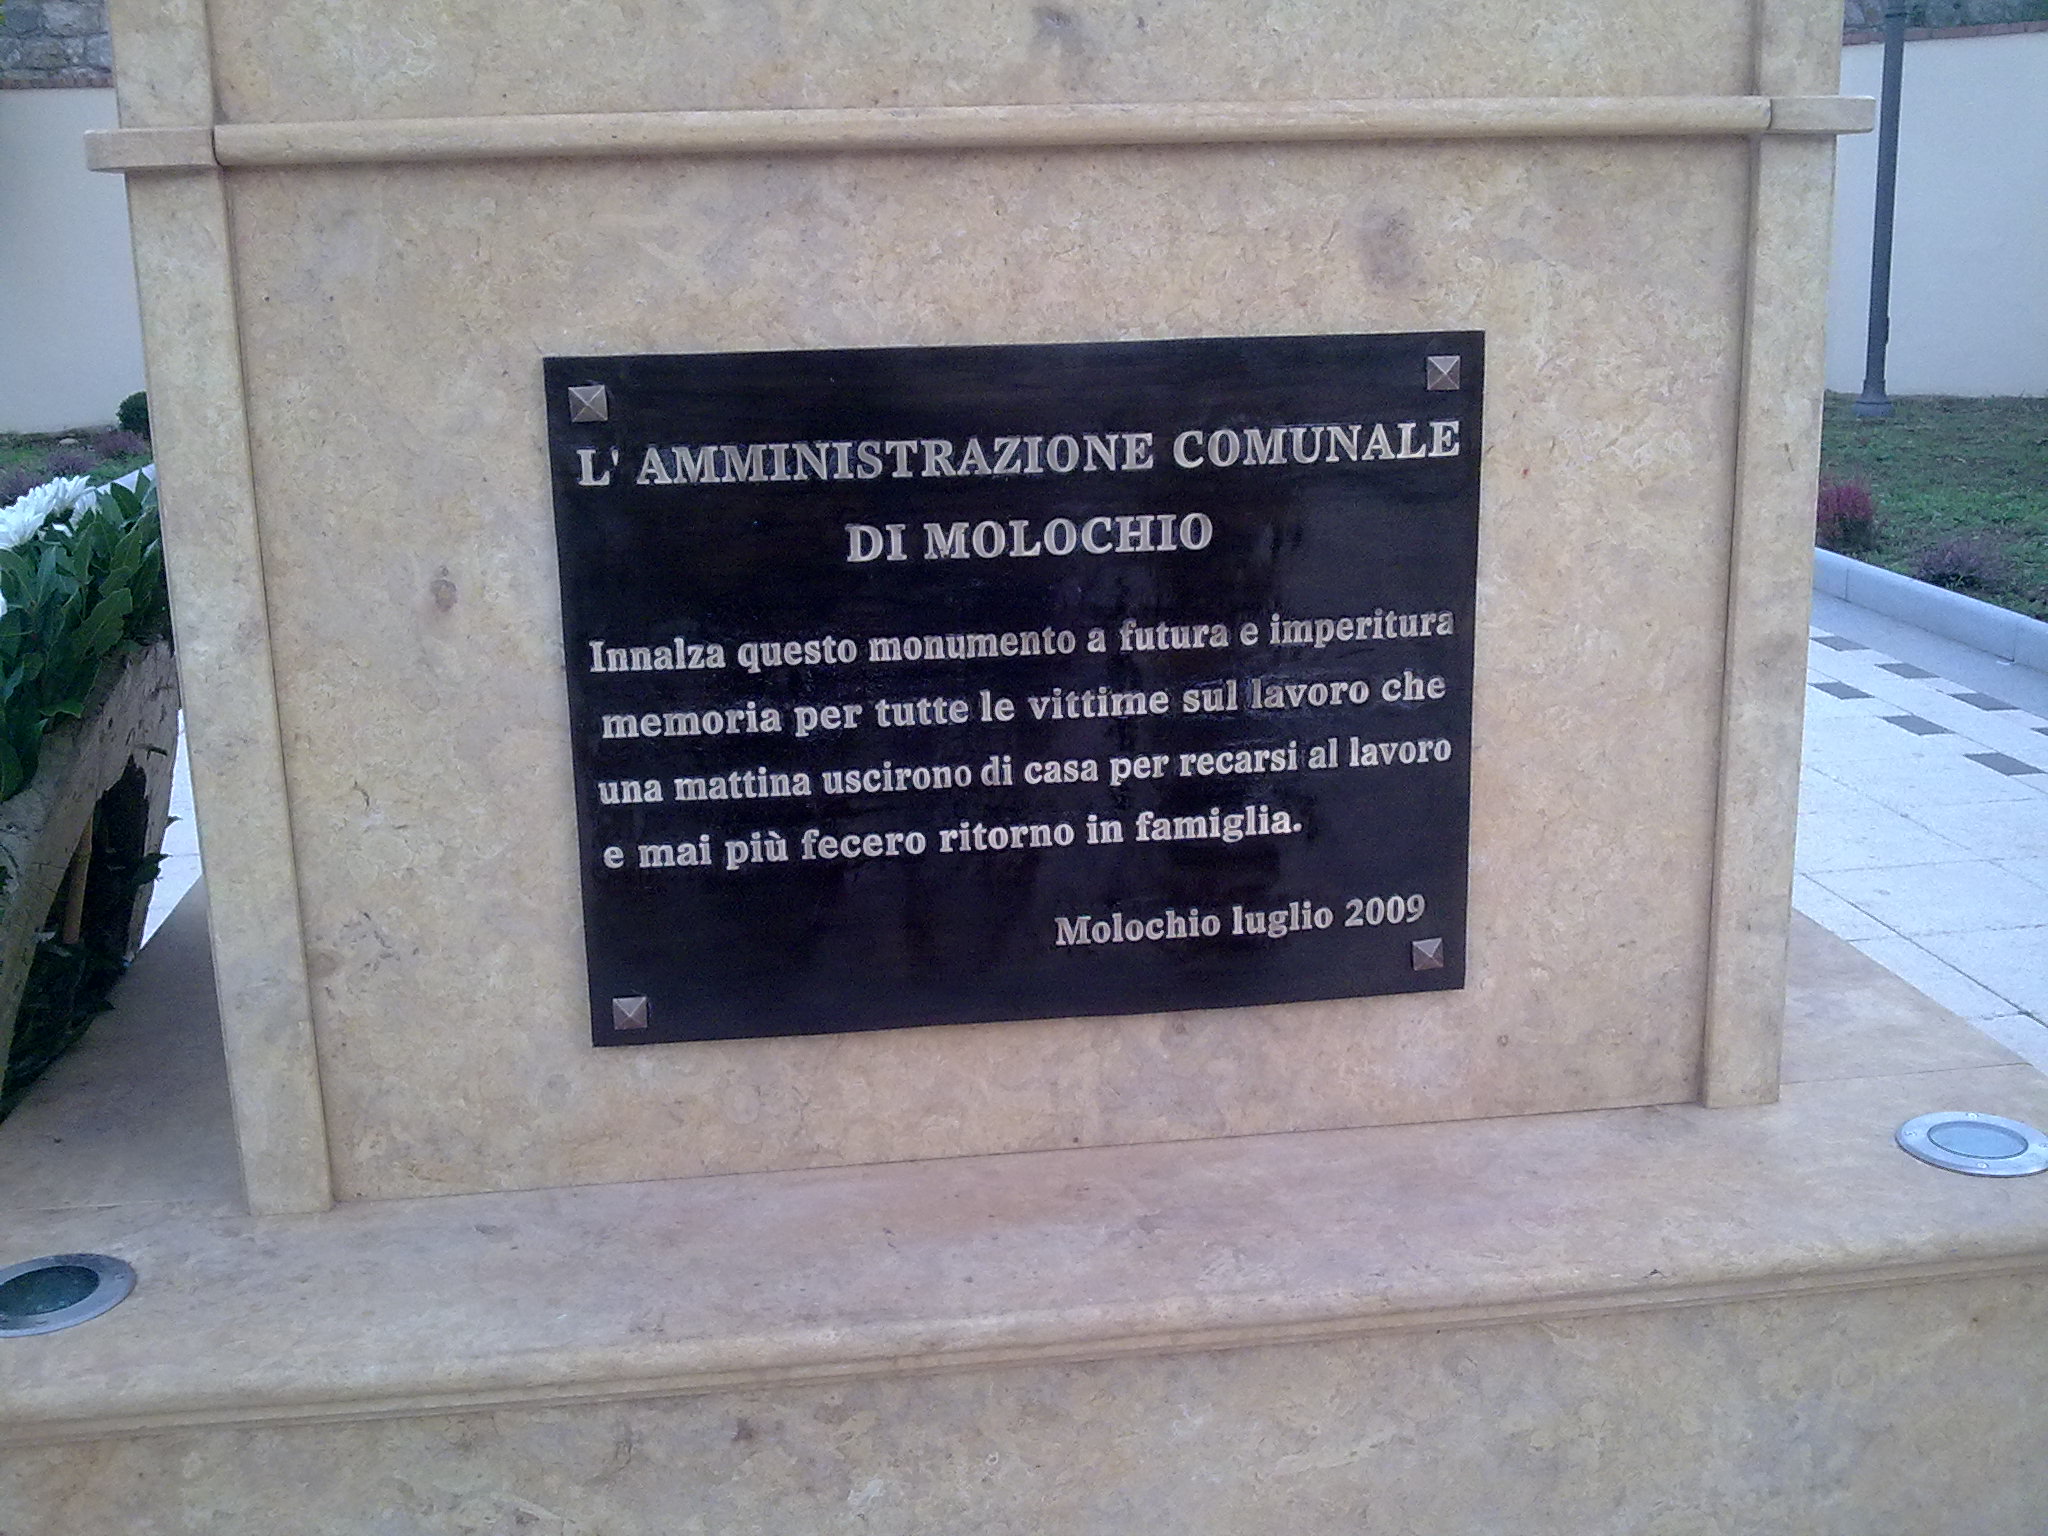 L' AMMINISTRAZIONE COMUNALE
DI MOLOCHIO
Innalza questo monumento a futura e imperitura
memoria per tutte le vittime sul lavoro che
una mattina uscirono di casa per recarsi al lavoro
e mai più fecero ritorno in famiglia.
Molochio luglio 2009